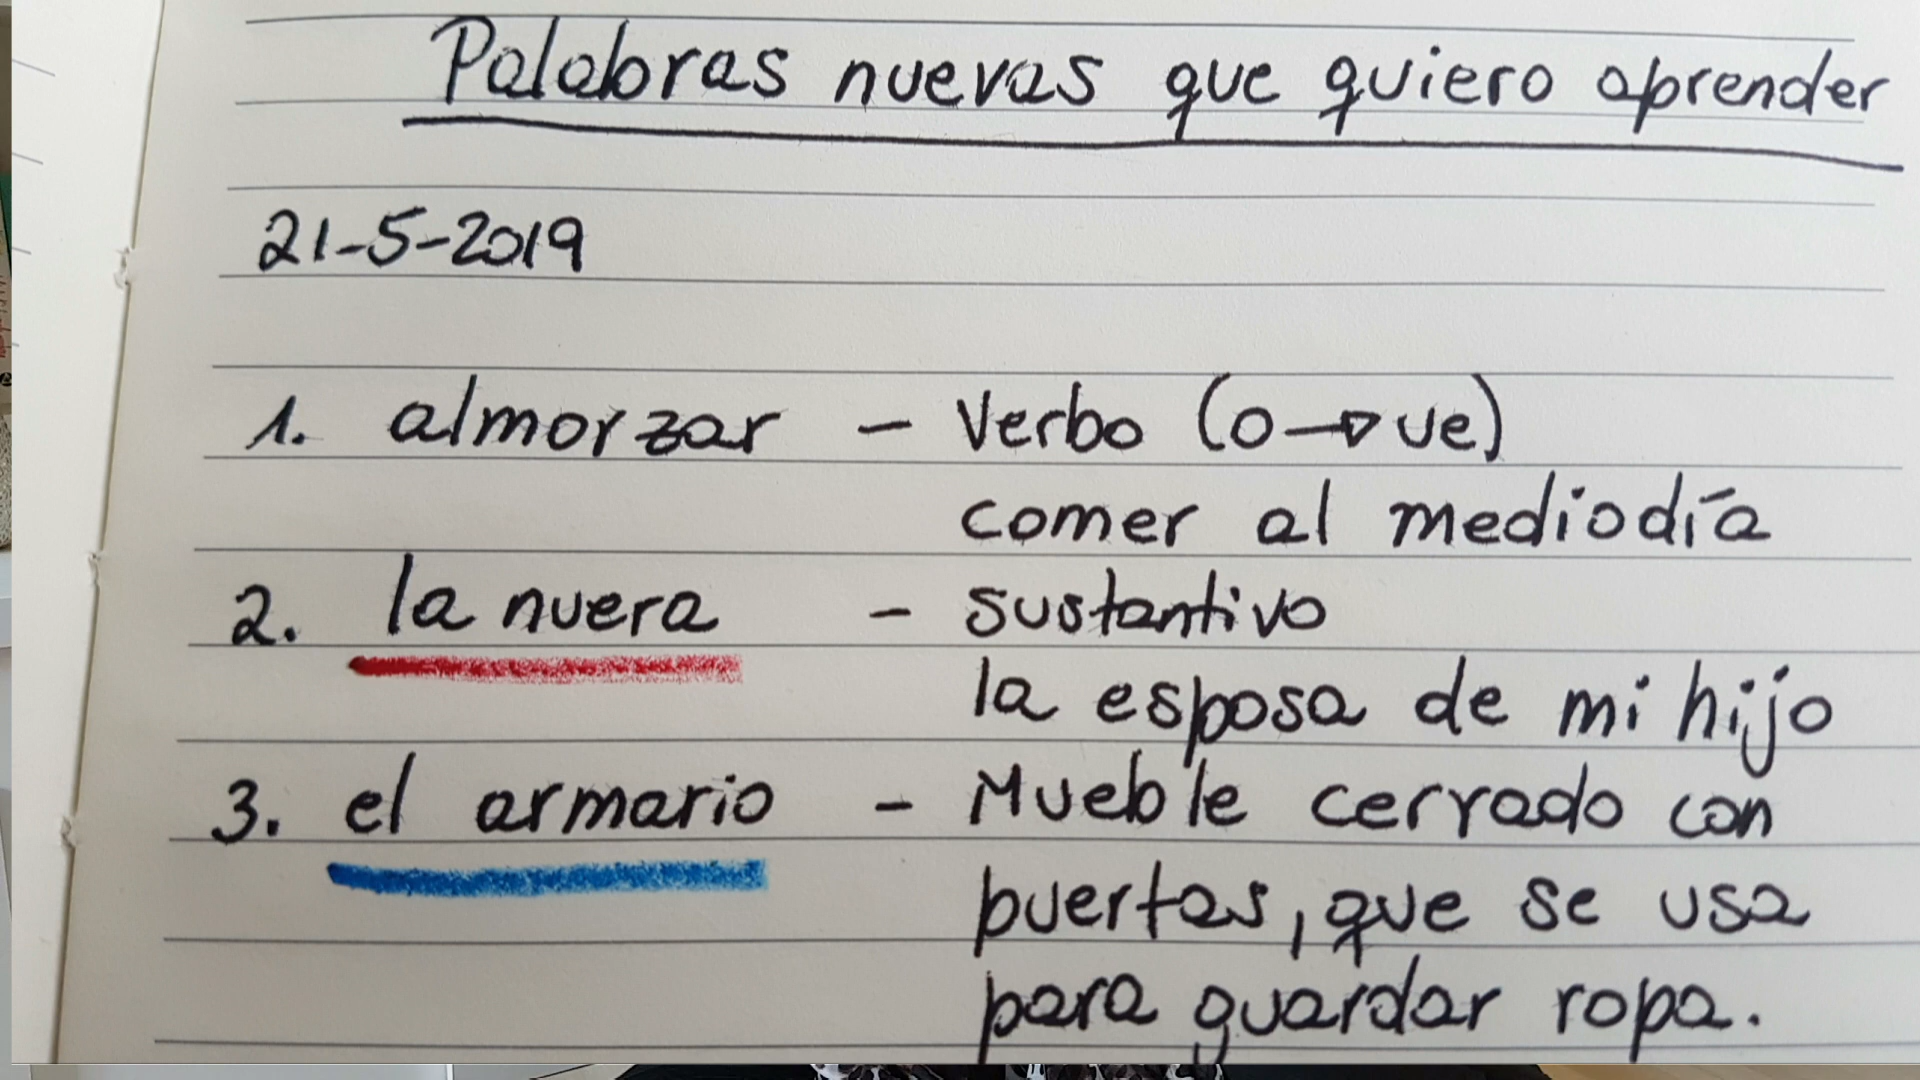 Palabras nuevas que quiero aprender
21-5-2019
1. almorzar - Verbo (o→ue)
comer al mediodía
2. la nuera - sustantivo
la esposa de mi hijo
3. el armario - Mueble cerrado con
puertas, que se usa
para guardar ropa.